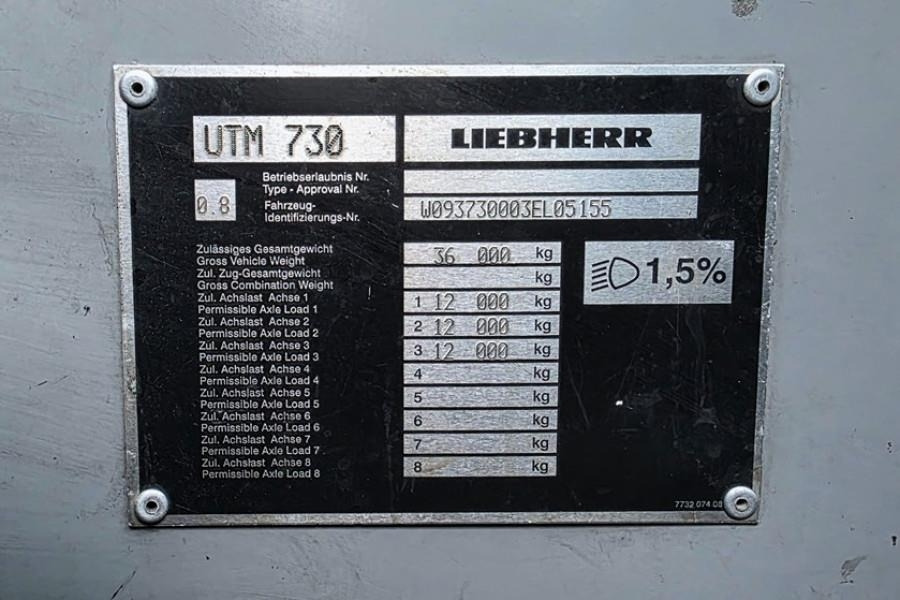 UTM 730
LIEBHERR
Betriebserlaubnis Nr.
Type - Approval Nr.
0.8
Fahrzeug-
Identifizierungs-Nr.
W093730003EL05155
Zulässiges Gesamtgewicht
Gross Vehicle Weight
36 000 kg
Zul. Zug-Gesamtgewicht
Gross Combination Weight
kg
Zul. Achslast Achse 1
Permissible Axle Load 1
1 12 000 kg
Zul. Achslast Achse 2
Permissible Axle Load 2
2 12 000 kg
Zul. Achslast Achse 3
Permissible Axle Load 3
3 12 000 kg
Zul. Achslast Achse 4
Permissible Axle Load 4
4 kg
Zul. Achslast Achse 5
Permissible Axle Load 5
5 kg
Zul. Achslast Achse 6
Permissible Axle Load 6
6 kg
Zul. Achslast Achse 7
Permissible Axle Load 7
7 kg
Zul. Achslast Achse 8
Permissible Axle Load 8
8 kg
1,5%
7732 074 08